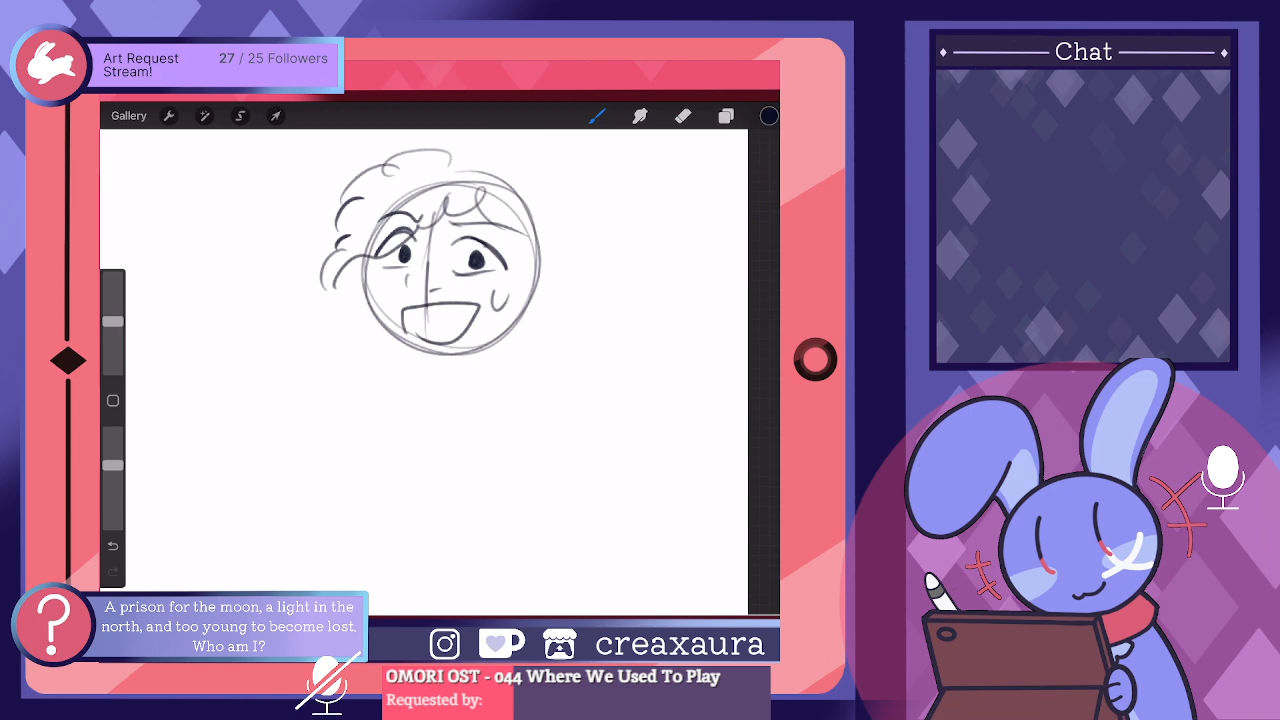 Art Request
Stream!
27 / 25 Followers
Chat
Gallery
A prison for the moon, a light in the
north, and too young to become lost.
Who am I?
creaxaura
OMORI OST - 044 Where We Used To Play
Requested by: